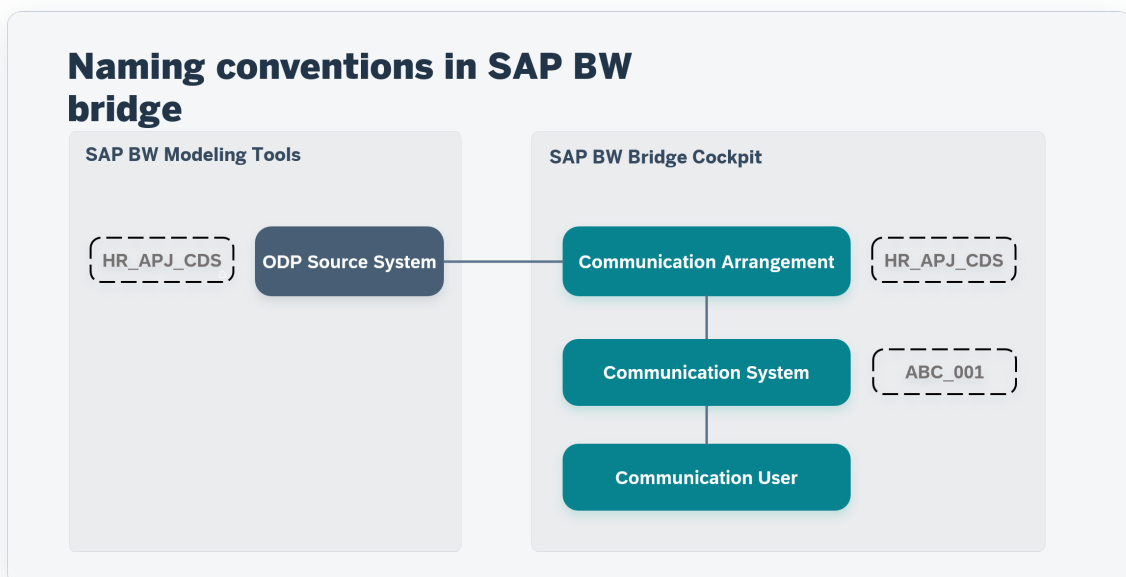 Naming conventions in SAP BW
bridge
SAP BW Modeling Tools
SAP BW Bridge Cockpit
HR_APJ_CDS
ODP Source System
Communication Arrangement
HR_APJ_CDS
Communication System
ABC_001
Communication User